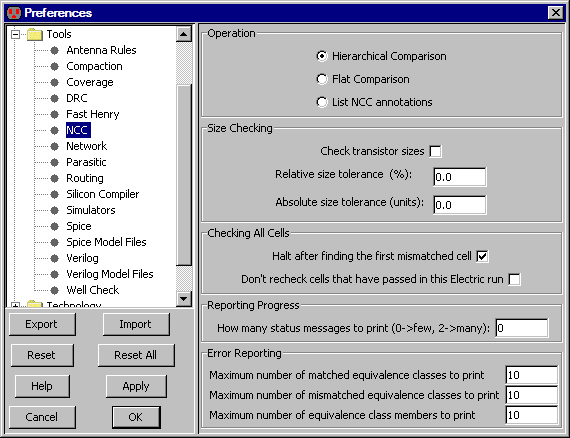 Preferences
Tools
Antenna Rules
Compaction
Coverage
DRC
Fast Henry
NCC
Network
Parasitic
Routing
Silicon Compiler
Simulators
Spice
Spice Model Files
Verilog
Verilog Model Files
Well Check
Technology
Export
Import
Reset
Reset All
Help
Apply
Cancel
OK
Operation
Hierarchical Comparison
Flat Comparison
List NCC annotations
Size Checking
Check transistor sizes
Relative size tolerance (%): 0.0
Absolute size tolerance (units): 0.0
Checking All Cells
Halt after finding the first mismatched cell
Don't recheck cells that have passed in this Electric run
Reporting Progress
How many status messages to print (0->few, 2->many): 0
Error Reporting
Maximum number of matched equivalence classes to print 10
Maximum number of mismatched equivalence classes to print 10
Maximum number of equivalence class members to print 10